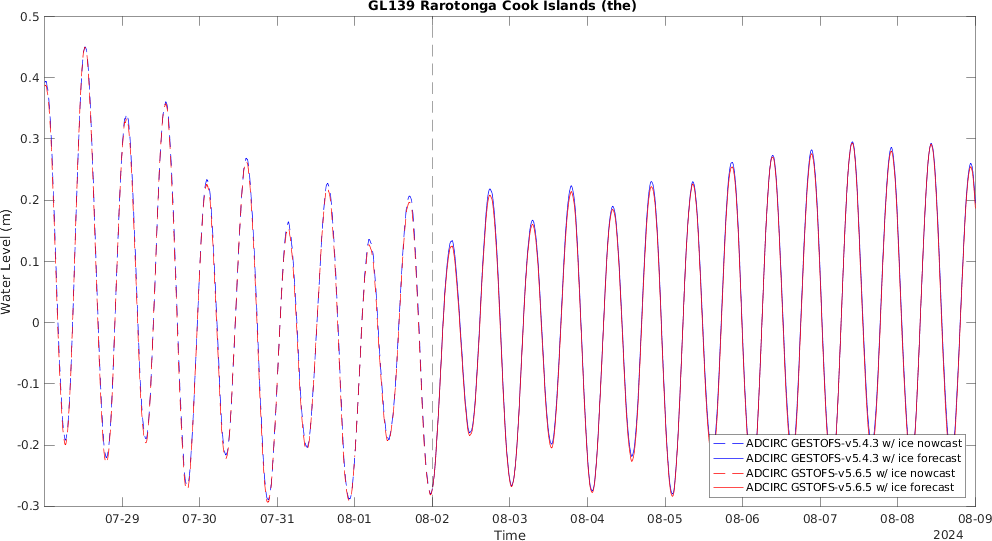 GL139 Rarotonga Cook Islands (the)
0.5
0.4
0.3
0.2
0.1
0
-0.1
-0.2
-0.3
Water Level (m)
ADCIRC GESTOFS-v5.4.3 w/ ice nowcast
ADCIRC GESTOFS-v5.4.3 w/ ice forecast
ADCIRC GSTOFS-v5.6.5 w/ ice nowcast
ADCIRC GSTOFS-v5.6.5 w/ ice forecast
07-29 07-30 07-31 08-01 08-02 08-03 08-04 08-05 08-06 08-07 08-08 08-09
Time
2024